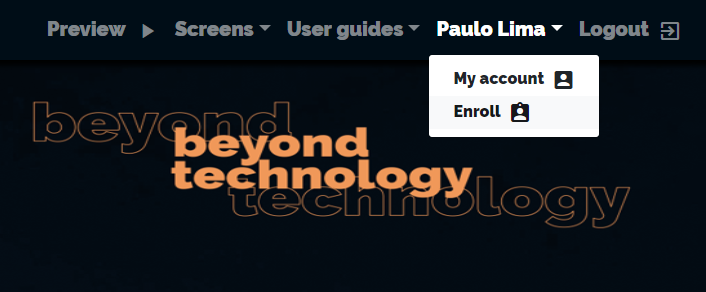 Preview Screens User guides Paulo Lima Logout
My account
Enroll
beyond
beyond
technology
technology